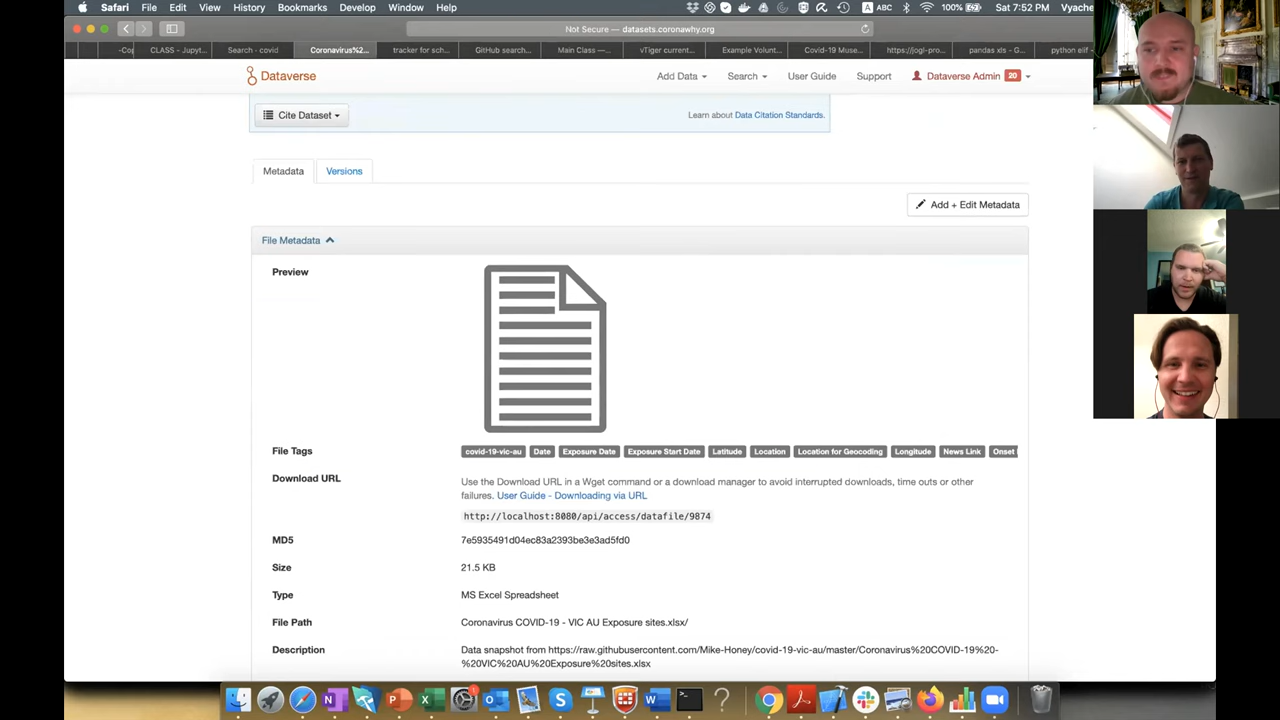 Safari File Edit View History Bookmarks Develop Window Help ABC 100% Sat 7:52 PM Vyache
Not Secure — datasets.coronawhy.org
-Cop CLASS - Jupyt... Search · covid Coronavirus%2... tracker for sch... GitHub search... Main Class —... vTiger current... Example Volunt... Covid-19 Muse... https://jogl-pro... pandas xls - G... python elif
Dataverse Add Data Search User Guide Support Dataverse Admin 20
Cite Dataset Learn about Data Citation Standards.
Metadata Versions
Add + Edit Metadata
File Metadata
Preview
File Tags covid-19-vic-au Date Exposure Date Exposure Start Date Latitude Location Location for Geocoding Longitude News Link Onset
Download URL Use the Download URL in a Wget command or a download manager to avoid interrupted downloads, time outs or other
failures. User Guide - Downloading via URL
http://localhost:8080/api/access/datafile/9874
MD5 7e5935491d04ec83a2393be3e3ad5fd0
Size 21.5 KB
Type MS Excel Spreadsheet
File Path Coronavirus COVID-19 - VIC AU Exposure sites.xlsx/
Description Data snapshot from https://raw.githubusercontent.com/Mike-Honey/covid-19-vic-au/master/Coronavirus%20COVID-19%20-
%20VIC%20AU%20Exposure%20sites.xlsx